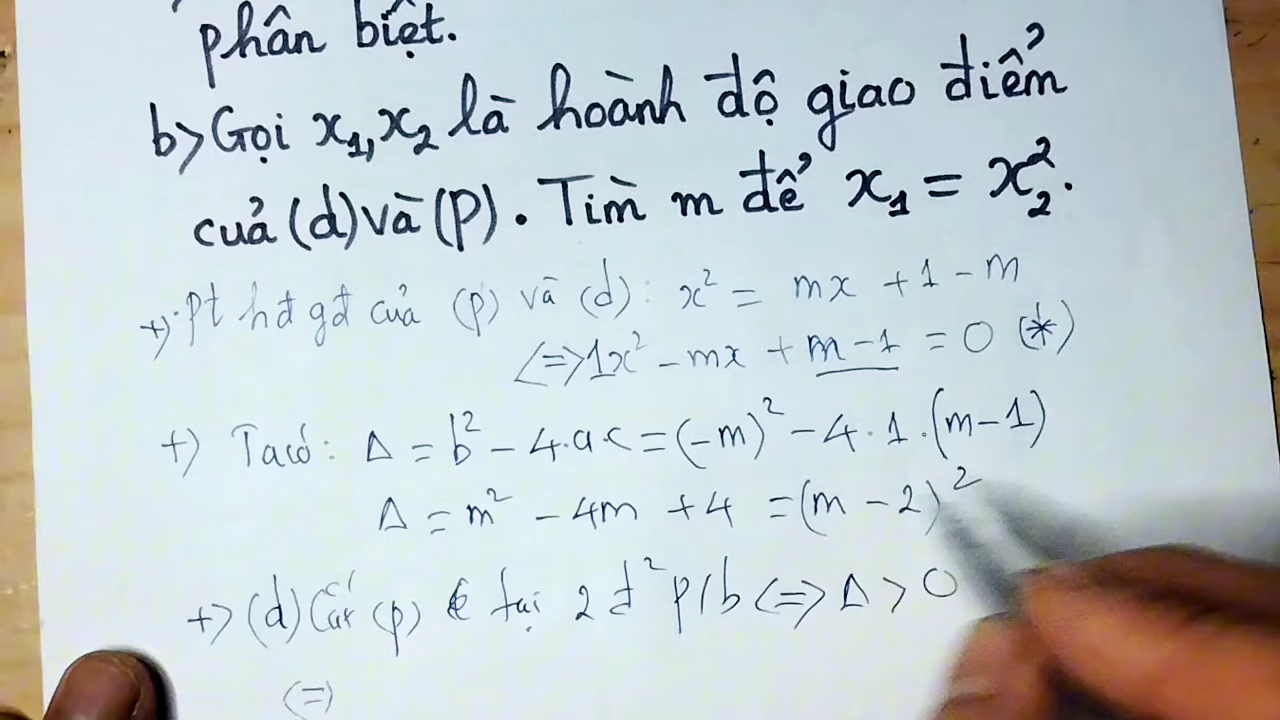 phân biệt.
b> Gọi x₁, x₂ là hoành độ giao điểm
của (d) và (P). Tìm m để x₁ = x₂².
+) Pt hđ gđ của (P) và (d): x² = mx + 1 - m
<=> 1x² - mx + m - 1 = 0 (*)
+) Ta có: Δ = b² - 4.a.c = (-m)² - 4.1.(m-1)
Δ = m² - 4m + 4 = (m - 2)²
+> (d) Cắt (P) tại 2 đ² p/b <=> Δ > 0
<=>